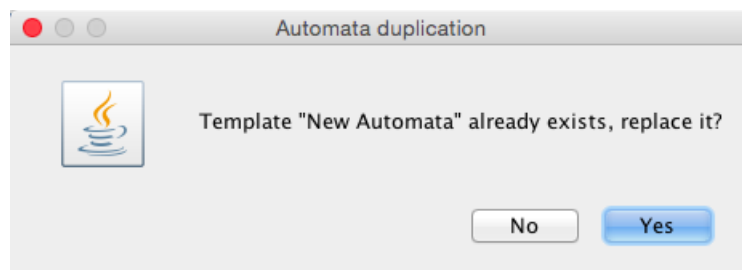 Automata duplication
Template "New Automata" already exists, replace it?
No
Yes